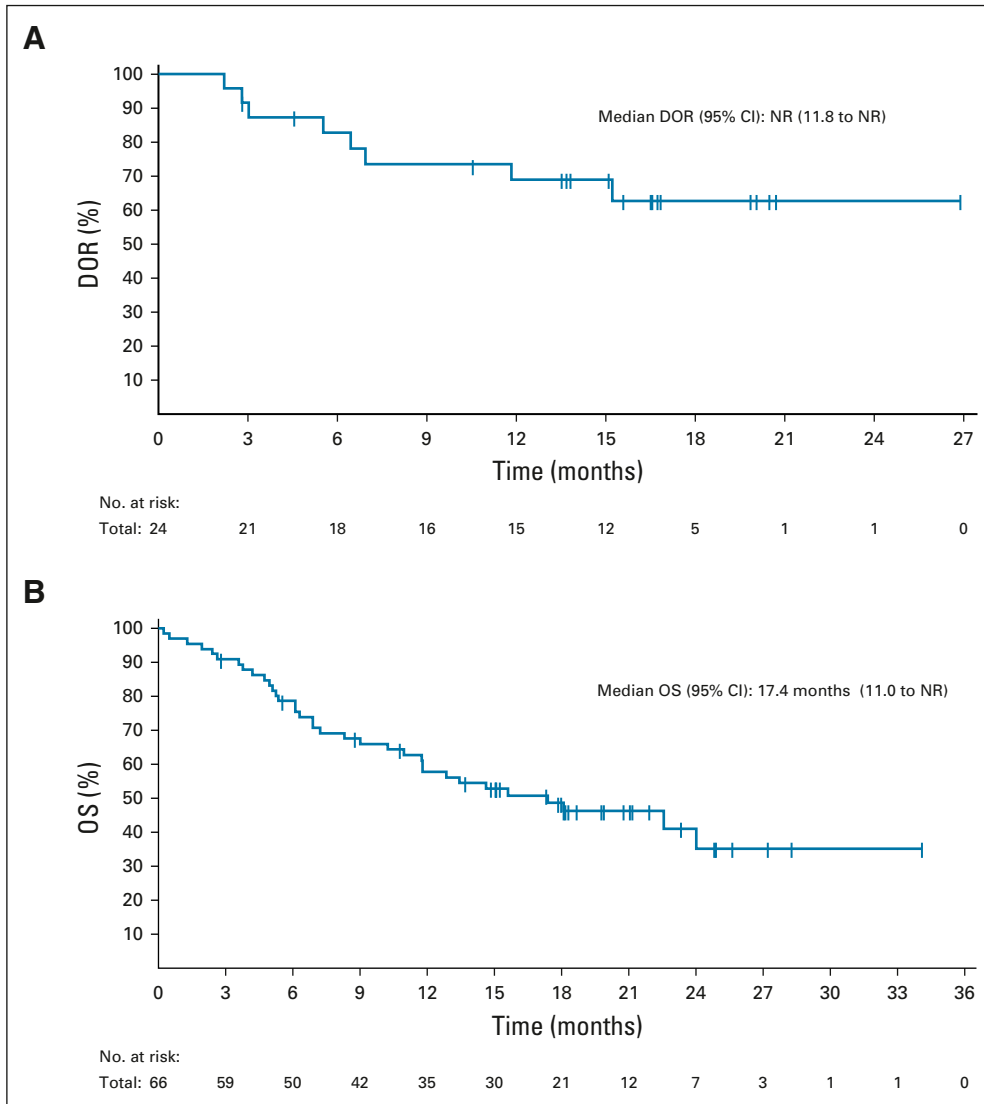 A
100
90
80
70
60
50
40
30
20
10
DOR (%)
Median DOR (95% CI): NR (11.8 to NR)
0 3 6 9 12 15 18 21 24 27
Time (months)
No. at risk:
Total: 24 21 18 16 15 12 5 1 1 0
B
100
90
80
70
60
50
40
30
20
10
OS (%)
Median OS (95% CI): 17.4 months (11.0 to NR)
0 3 6 9 12 15 18 21 24 27 30 33 36
Time (months)
No. at risk:
Total: 66 59 50 42 35 30 21 12 7 3 1 1 0